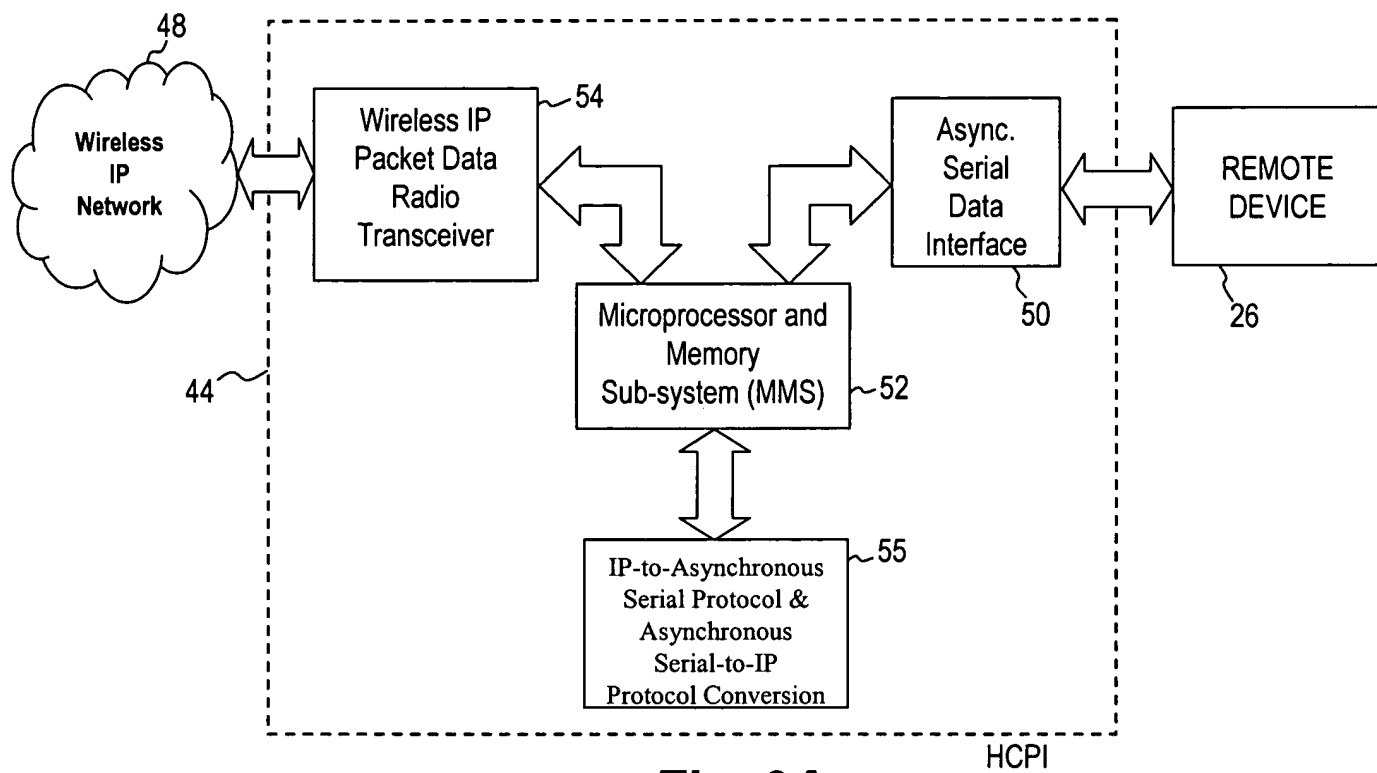 48
Wireless
IP
Network
Wireless IP
Packet Data
Radio
Transceiver
54
Async.
Serial
Data
Interface
50
REMOTE
DEVICE
26
44
Microprocessor and
Memory
Sub-system (MMS)
52
IP-to-Asynchronous
Serial Protocol &
Asynchronous
Serial-to-IP
Protocol Conversion
55
HCPI